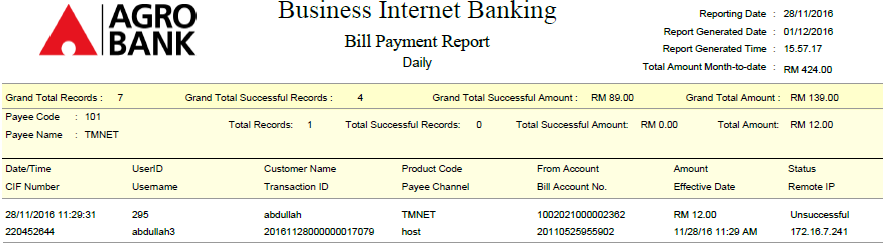 AGRO
BANK
Business Internet Banking
Bill Payment Report
Daily
Reporting Date : 28/11/2016
Report Generated Date : 01/12/2016
Report Generated Time : 15.57.17
Total Amount Month-to-date : RM 424.00
Grand Total Records : 7 Grand Total Successful Records : 4 Grand Total Successful Amount : RM 89.00 Grand Total Amount : RM 139.00
Payee Code : 101
Total Records: 1 Total Successful Records: 0 Total Successful Amount: RM 0.00 Total Amount: RM 12.00
Payee Name : TMNET
Date/Time UserID Customer Name Product Code From Account Amount Status
CIF Number Username Transaction ID Payee Channel Bill Account No. Effective Date Remote IP
28/11/2016 11:29:31 295 abdullah TMNET 1002021000002362 RM 12.00 Unsuccessful
220452644 abdullah3 20161128000000017079 host 20110525955902 11/28/16 11:29 AM 172.16.7.241